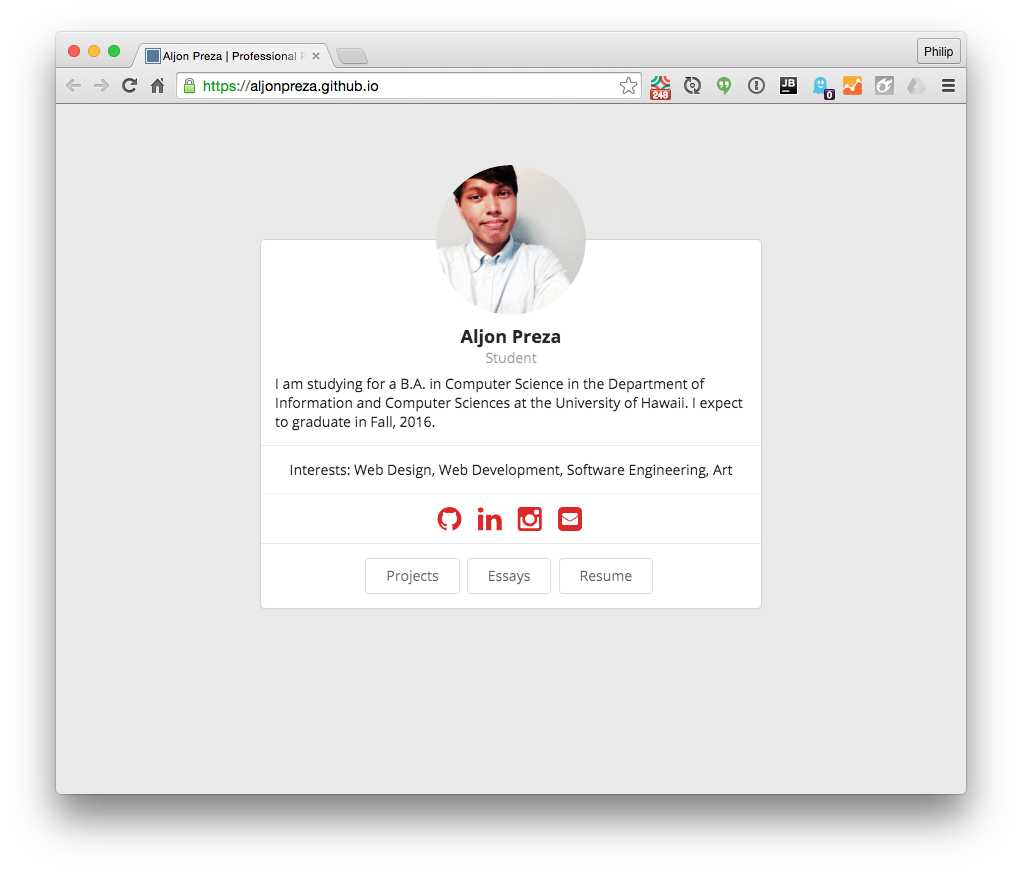 Aljon Preza | Professional
Philip
https://aljonpreza.github.io
248
JB
0
Aljon Preza
Student
I am studying for a B.A. in Computer Science in the Department of
Information and Computer Sciences at the University of Hawaii. I expect
to graduate in Fall, 2016.
Interests: Web Design, Web Development, Software Engineering, Art
in
Projects Essays Resume